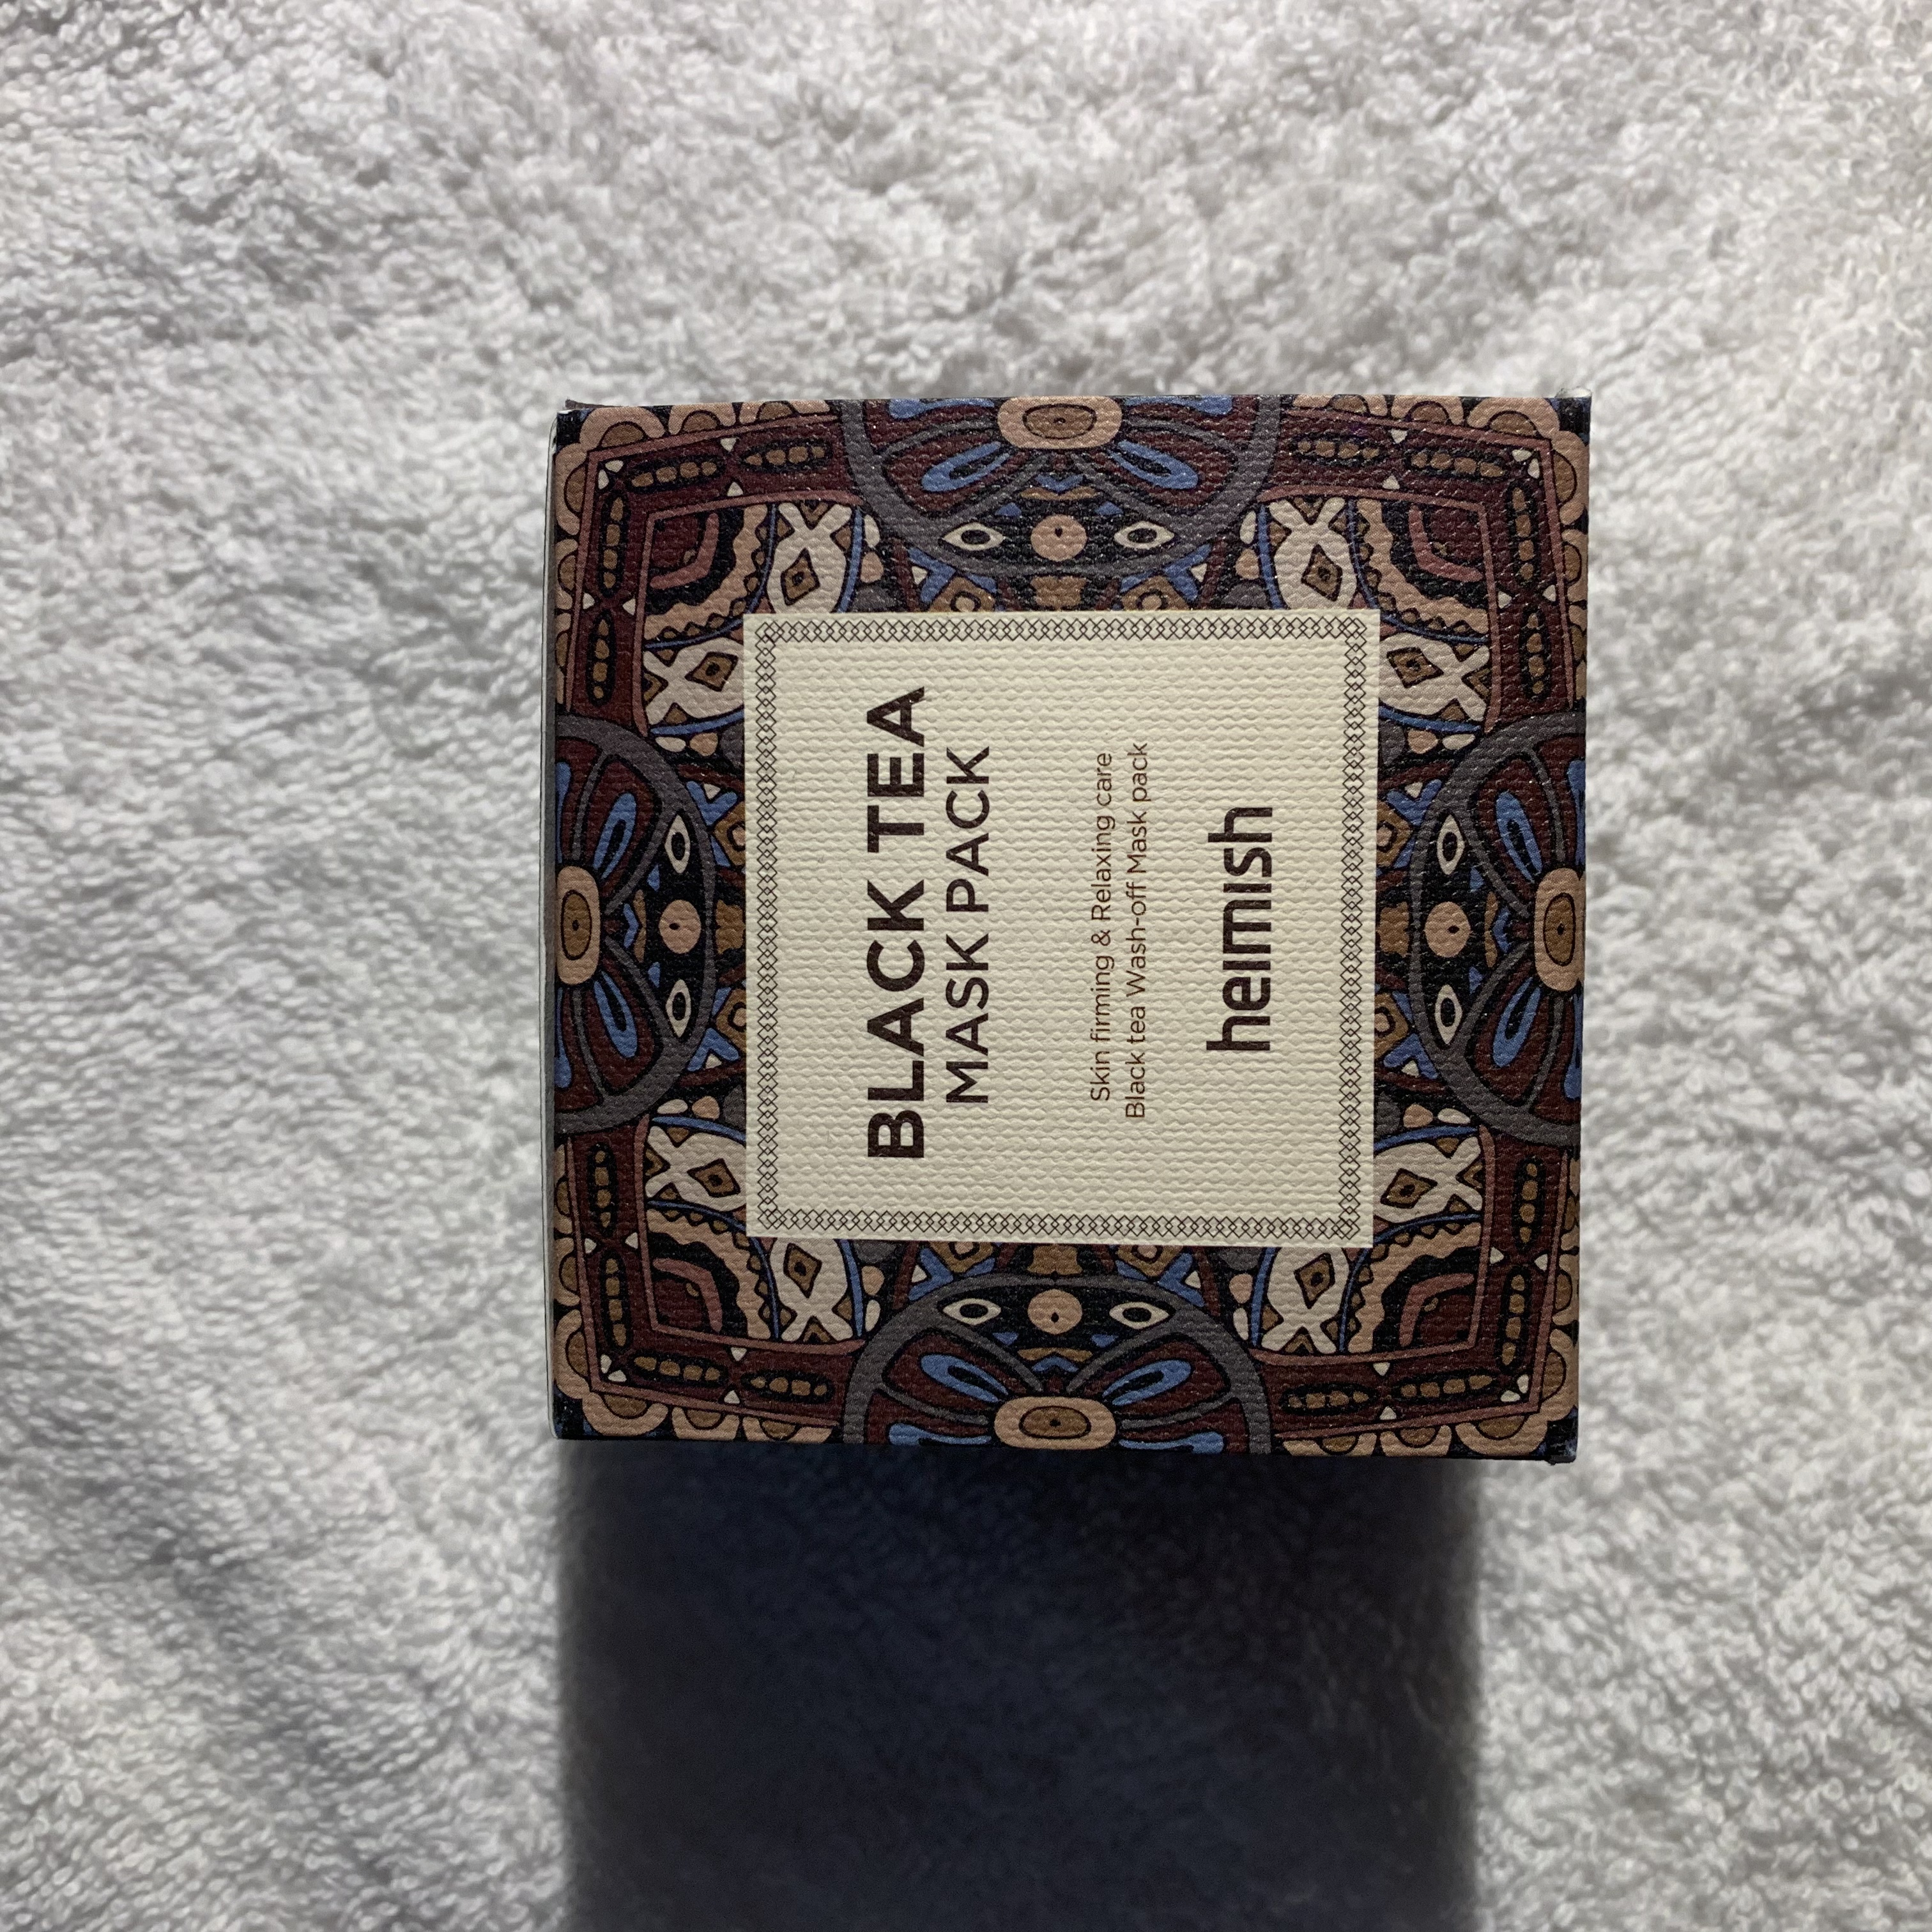 BLACK TEA
MASK PACK
Skin firming & Relaxing care
Black tea Wash-off Mask pack
heimish